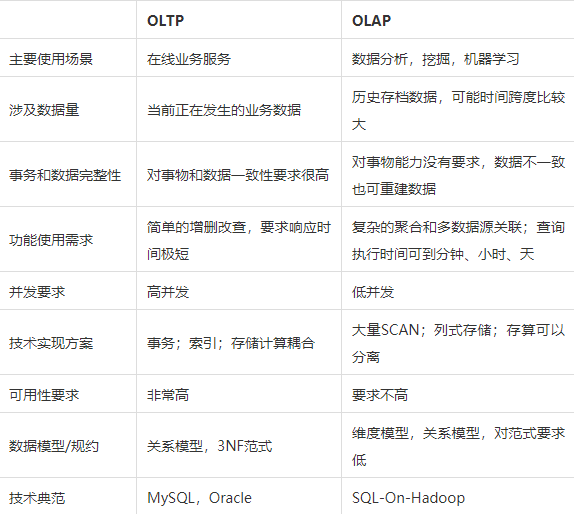 OLTP OLAP
主要使用场景 在线业务服务 数据分析，挖掘，机器学习
涉及数据量 当前正在发生的业务数据 历史存档数据，可能时间跨度比较
大
事务和数据完整性 对事物和数据一致性要求很高 对事物能力没有要求，数据不一致
也可重建数据
功能使用需求 简单的增删改查，要求响应时
间极短 复杂的聚合和多数据源关联；查询
执行时间可到分钟、小时、天
并发要求 高并发 低并发
技术实现方案 事务；索引；存储计算耦合 大量SCAN；列式存储；存算可以
分离
可用性要求 非常高 要求不高
数据模型/规约 关系模型，3NF范式 维度模型，关系模型，对范式要求
低
技术典范 MySQL，Oracle SQL-On-Hadoop